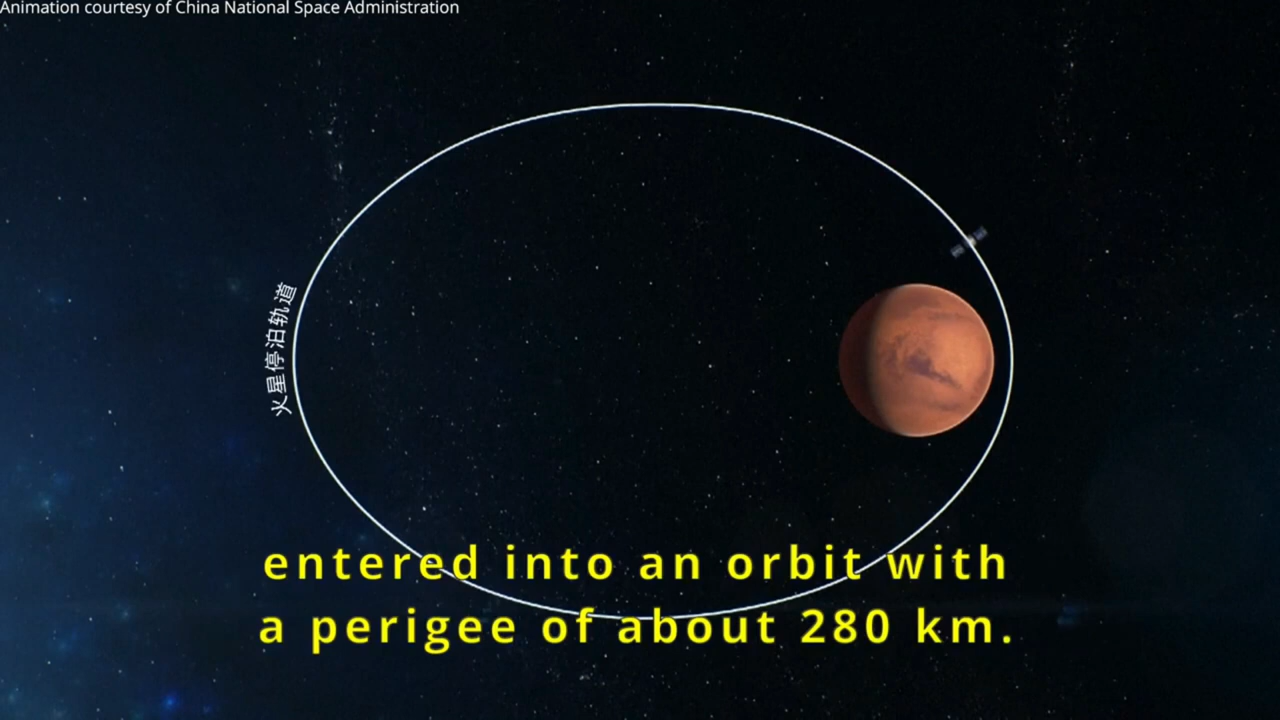 Animation courtesy of China National Space Administration
火星停泊轨道
entered into an orbit with
a perigee of about 280 km.